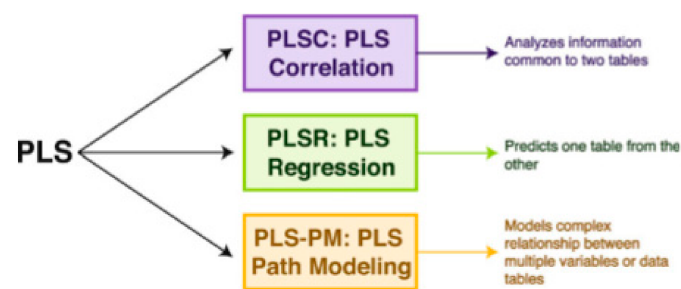 PLS
PLSC: PLS
Correlation
Analyzes information
common to two tables
PLSR: PLS
Regression
Predicts one table from the
other
PLS-PM: PLS
Path Modeling
Models complex
relationship between
multiple variables or data
tables